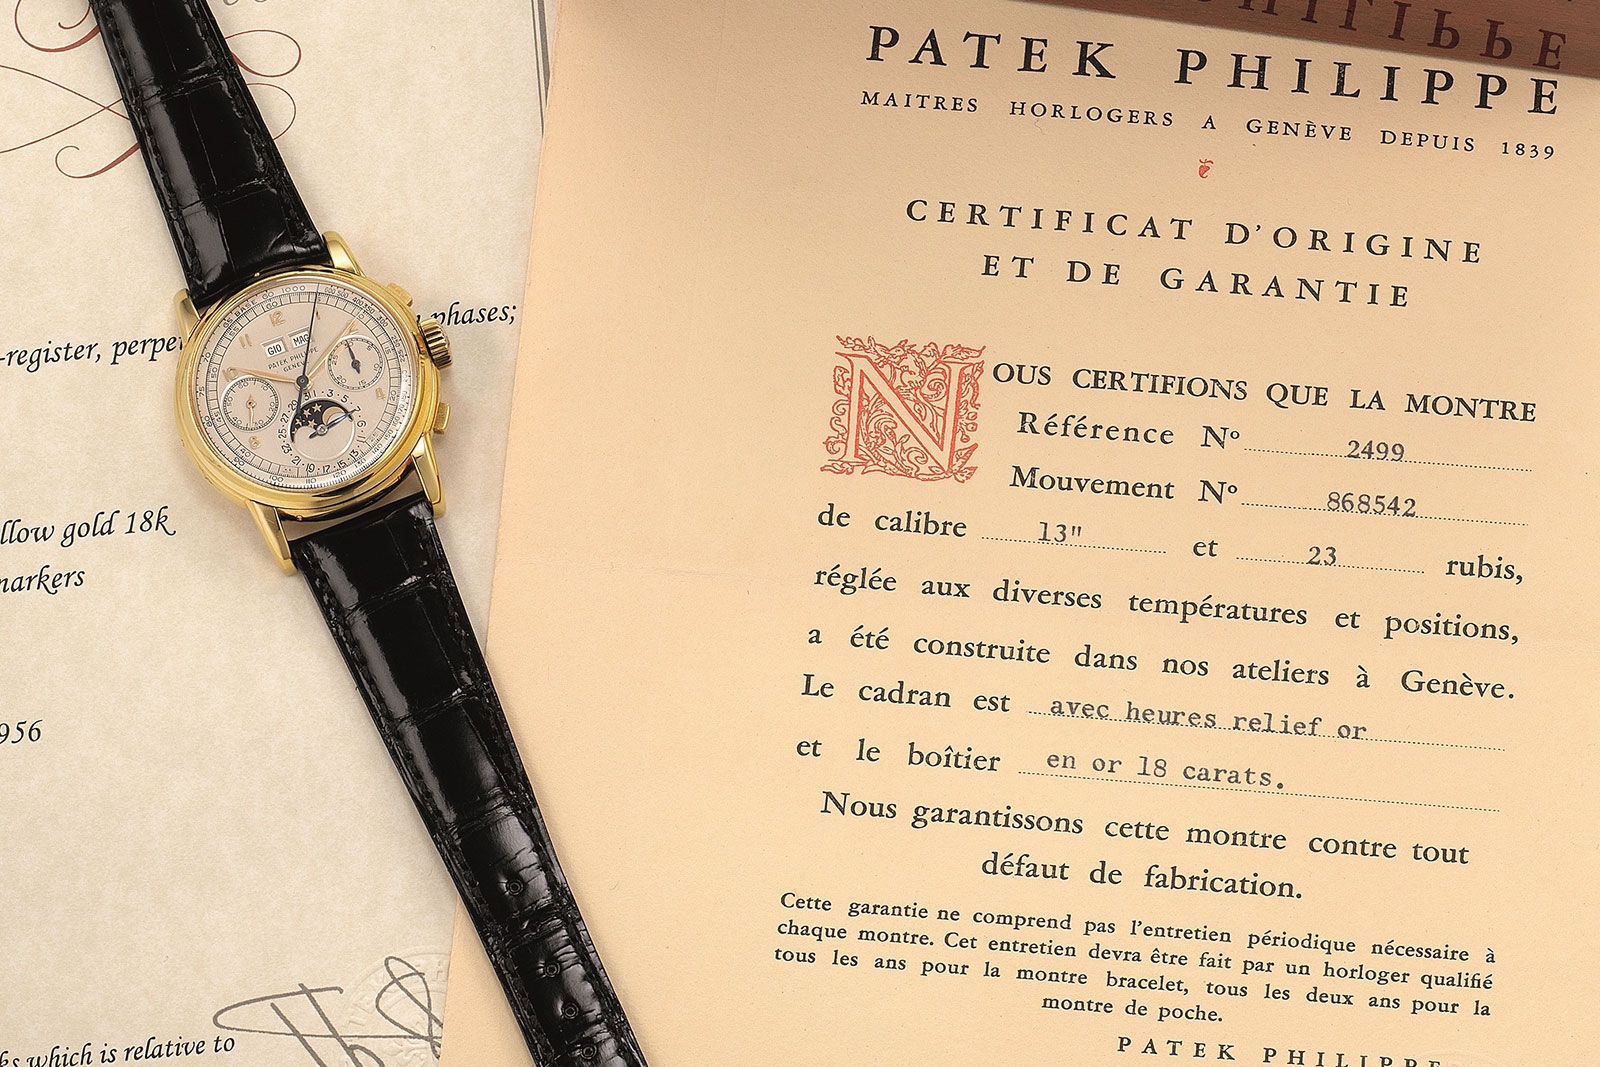 phases;
-register, perpe
llow gold 18k
markers
956
ks which is relative to
GIO MAG
PATEK PHILIPPE
GENEVE
PATEK PHILIPPE
MAITRES HORLOGERS A GENÈVE DEPUIS 1839
CERTIFICAT D'ORIGINE
ET DE GARANTIE
NOUS CERTIFIONS QUE LA MONTRE
Référence Nº 2499
Mouvement Nº 868542
de calibre 13" et 23 rubis,
réglée aux diverses températures et positions,
a été construite dans nos ateliers à Genève.
Le cadran est avec heures relief or
et le boîtier en or 18 carats.
Nous garantissons cette montre contre tout
défaut de fabrication.
Cette garantie ne comprend pas l'entretien périodique nécessaire à
chaque montre. Cet entretien devra être fait par un horloger qualifié
tous les ans pour la montre bracelet, tous les deux ans pour la
montre de poche.
PATEK PHILIPPE